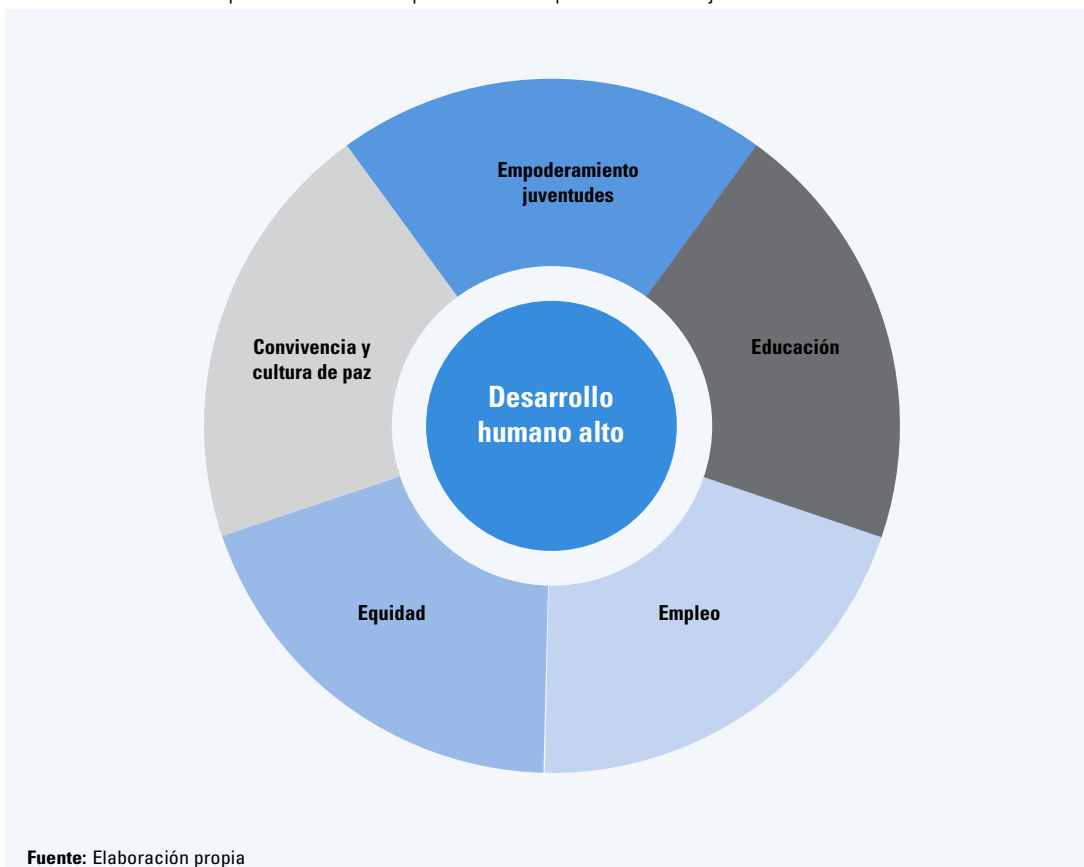 Empoderamiento
juventudes
Educación
Convivencia y
cultura de paz
Desarrollo
humano alto
Equidad
Empleo
Fuente: Elaboración propia